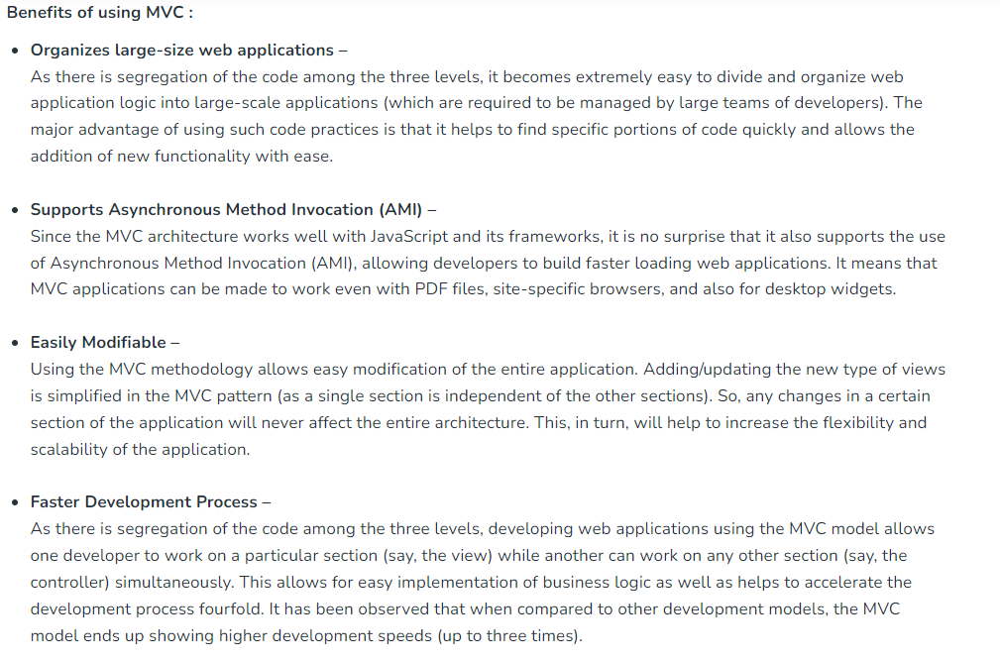 Benefits of using MVC :
• Organizes large-size web applications –
As there is segregation of the code among the three levels, it becomes extremely easy to divide and organize web
application logic into large-scale applications (which are required to be managed by large teams of developers). The
major advantage of using such code practices is that it helps to find specific portions of code quickly and allows the
addition of new functionality with ease.
• Supports Asynchronous Method Invocation (AMI) –
Since the MVC architecture works well with JavaScript and its frameworks, it is no surprise that it also supports the use
of Asynchronous Method Invocation (AMI), allowing developers to build faster loading web applications. It means that
MVC applications can be made to work even with PDF files, site-specific browsers, and also for desktop widgets.
• Easily Modifiable –
Using the MVC methodology allows easy modification of the entire application. Adding/updating the new type of views
is simplified in the MVC pattern (as a single section is independent of the other sections). So, any changes in a certain
section of the application will never affect the entire architecture. This, in turn, will help to increase the flexibility and
scalability of the application.
• Faster Development Process –
As there is segregation of the code among the three levels, developing web applications using the MVC model allows
one developer to work on a particular section (say, the view) while another can work on any other section (say, the
controller) simultaneously. This allows for easy implementation of business logic as well as helps to accelerate the
development process fourfold. It has been observed that when compared to other development models, the MVC
model ends up showing higher development speeds (up to three times).